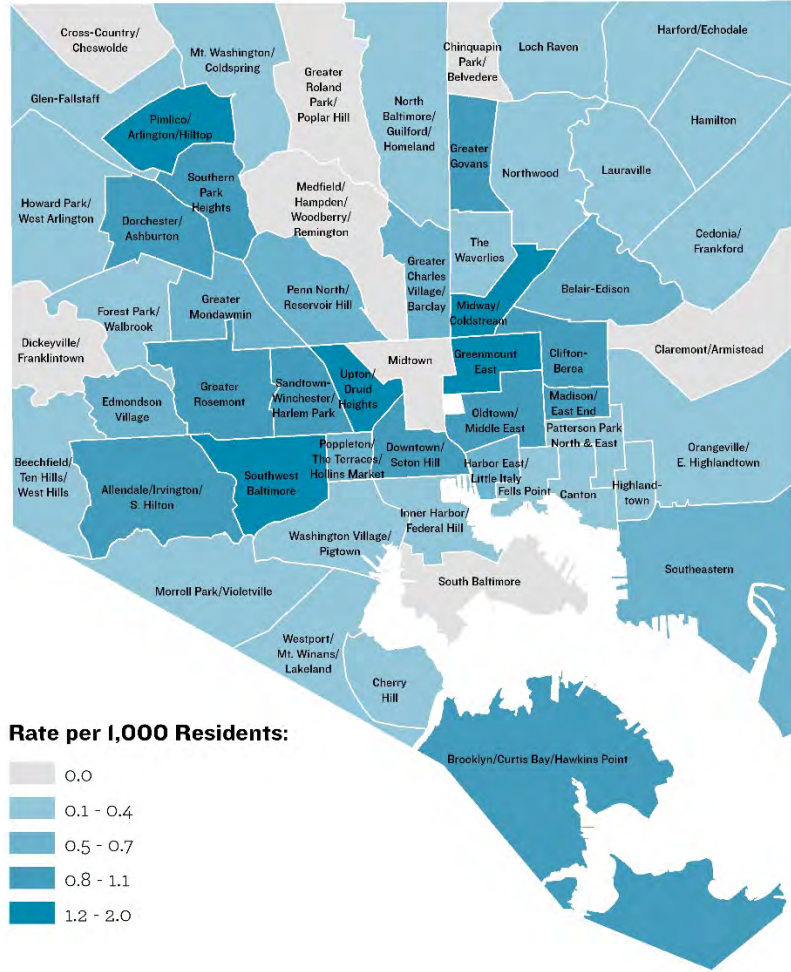 Cross-Country/
Cheswolde
Mt. Washington/
Coldspring
Greater
Roland
Park/
Poplar Hill
Chinquapin
Park/
Belvedere
Loch Raven
Harford/Echodale
Glen-Fallstaff
Pimlico/
Arlington/Hilltop
North
Baltimore/
Guilford/
Homeland
Hamilton
Greater
Govans
Lauraville
Northwood
Southern
Park
Heights
Howard Park/
West Arlington
Dorchester/
Ashburton
Medfield/
Hampden/
Woodberry/
Remington
Cedonia/
Frankford
The
Waverlies
Greater
Charles
Village/
Barclay
Penn North/
Reservoir Hill
Belair-Edison
Greater
Mondawmin
Forest Park/
Walbrook
Midway/
Coldstream
Dickeyville/
Franklintown
Midtown
Greenmount
East
Clifton-
Berea
Claremont/Armistead
Upton/
Druid
Heights
Greater
Rosemont
Sandtown-
Winchester/
Harlem Park
Edmondson
Village
Madison/
East End
Oldtown/
Middle East
Patterson Park
North & East
Orangeville/
E. Highlandtown
Beechfield/
Ten Hills/
West Hills
Poppleton/
The Terraces/
Hollins Market
Downtown/
Seton Hill
Harbor East/
Little Italy
Highland-
town
Southwest
Baltimore
Allendale/Irvington/
S. Hilton
Fells Point
Canton
Inner Harbor/
Federal Hill
Washington Village/
Pigtown
Southeastern
South Baltimore
Morrell Park/Violetville
Westport/
Mt. Winans/
Lakeland
Cherry
Hill
Brooklyn/Curtis Bay/Hawkins Point
Rate per 1,000 Residents:
0.0
0.1 - 0.4
0.5 - 0.7
0.8 - 1.1
1.2 - 2.0